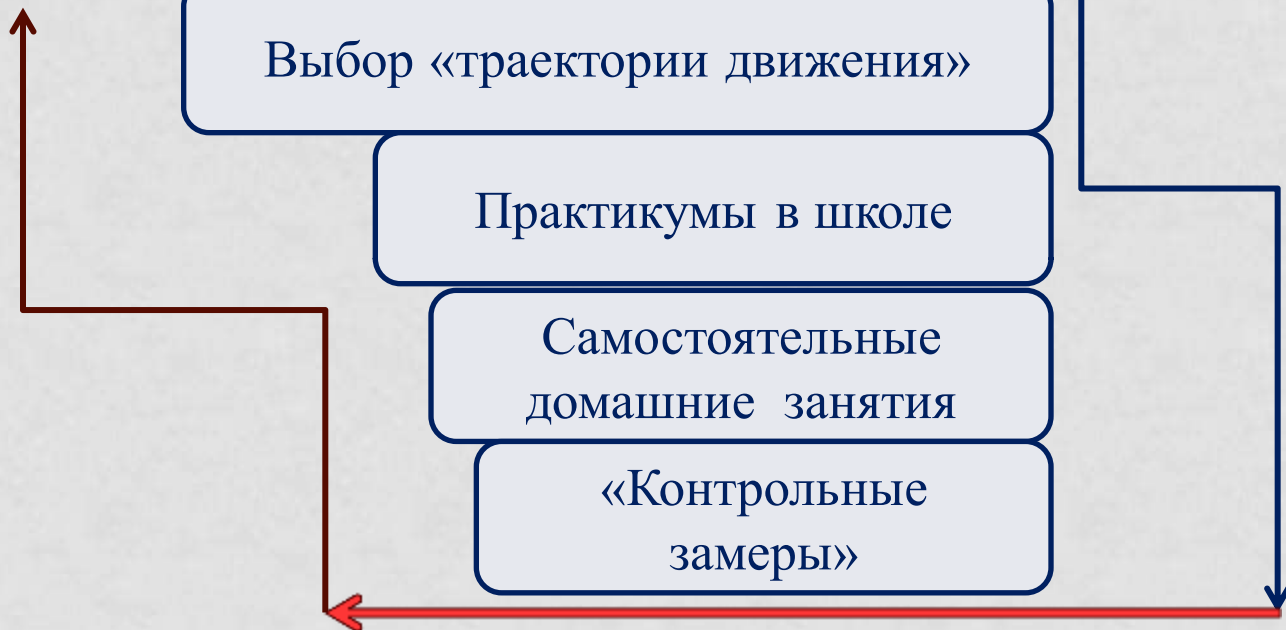 Выбор «траектории движения»
Практикумы в школе
Самостоятельные
домашние занятия
«Контрольные
замеры»